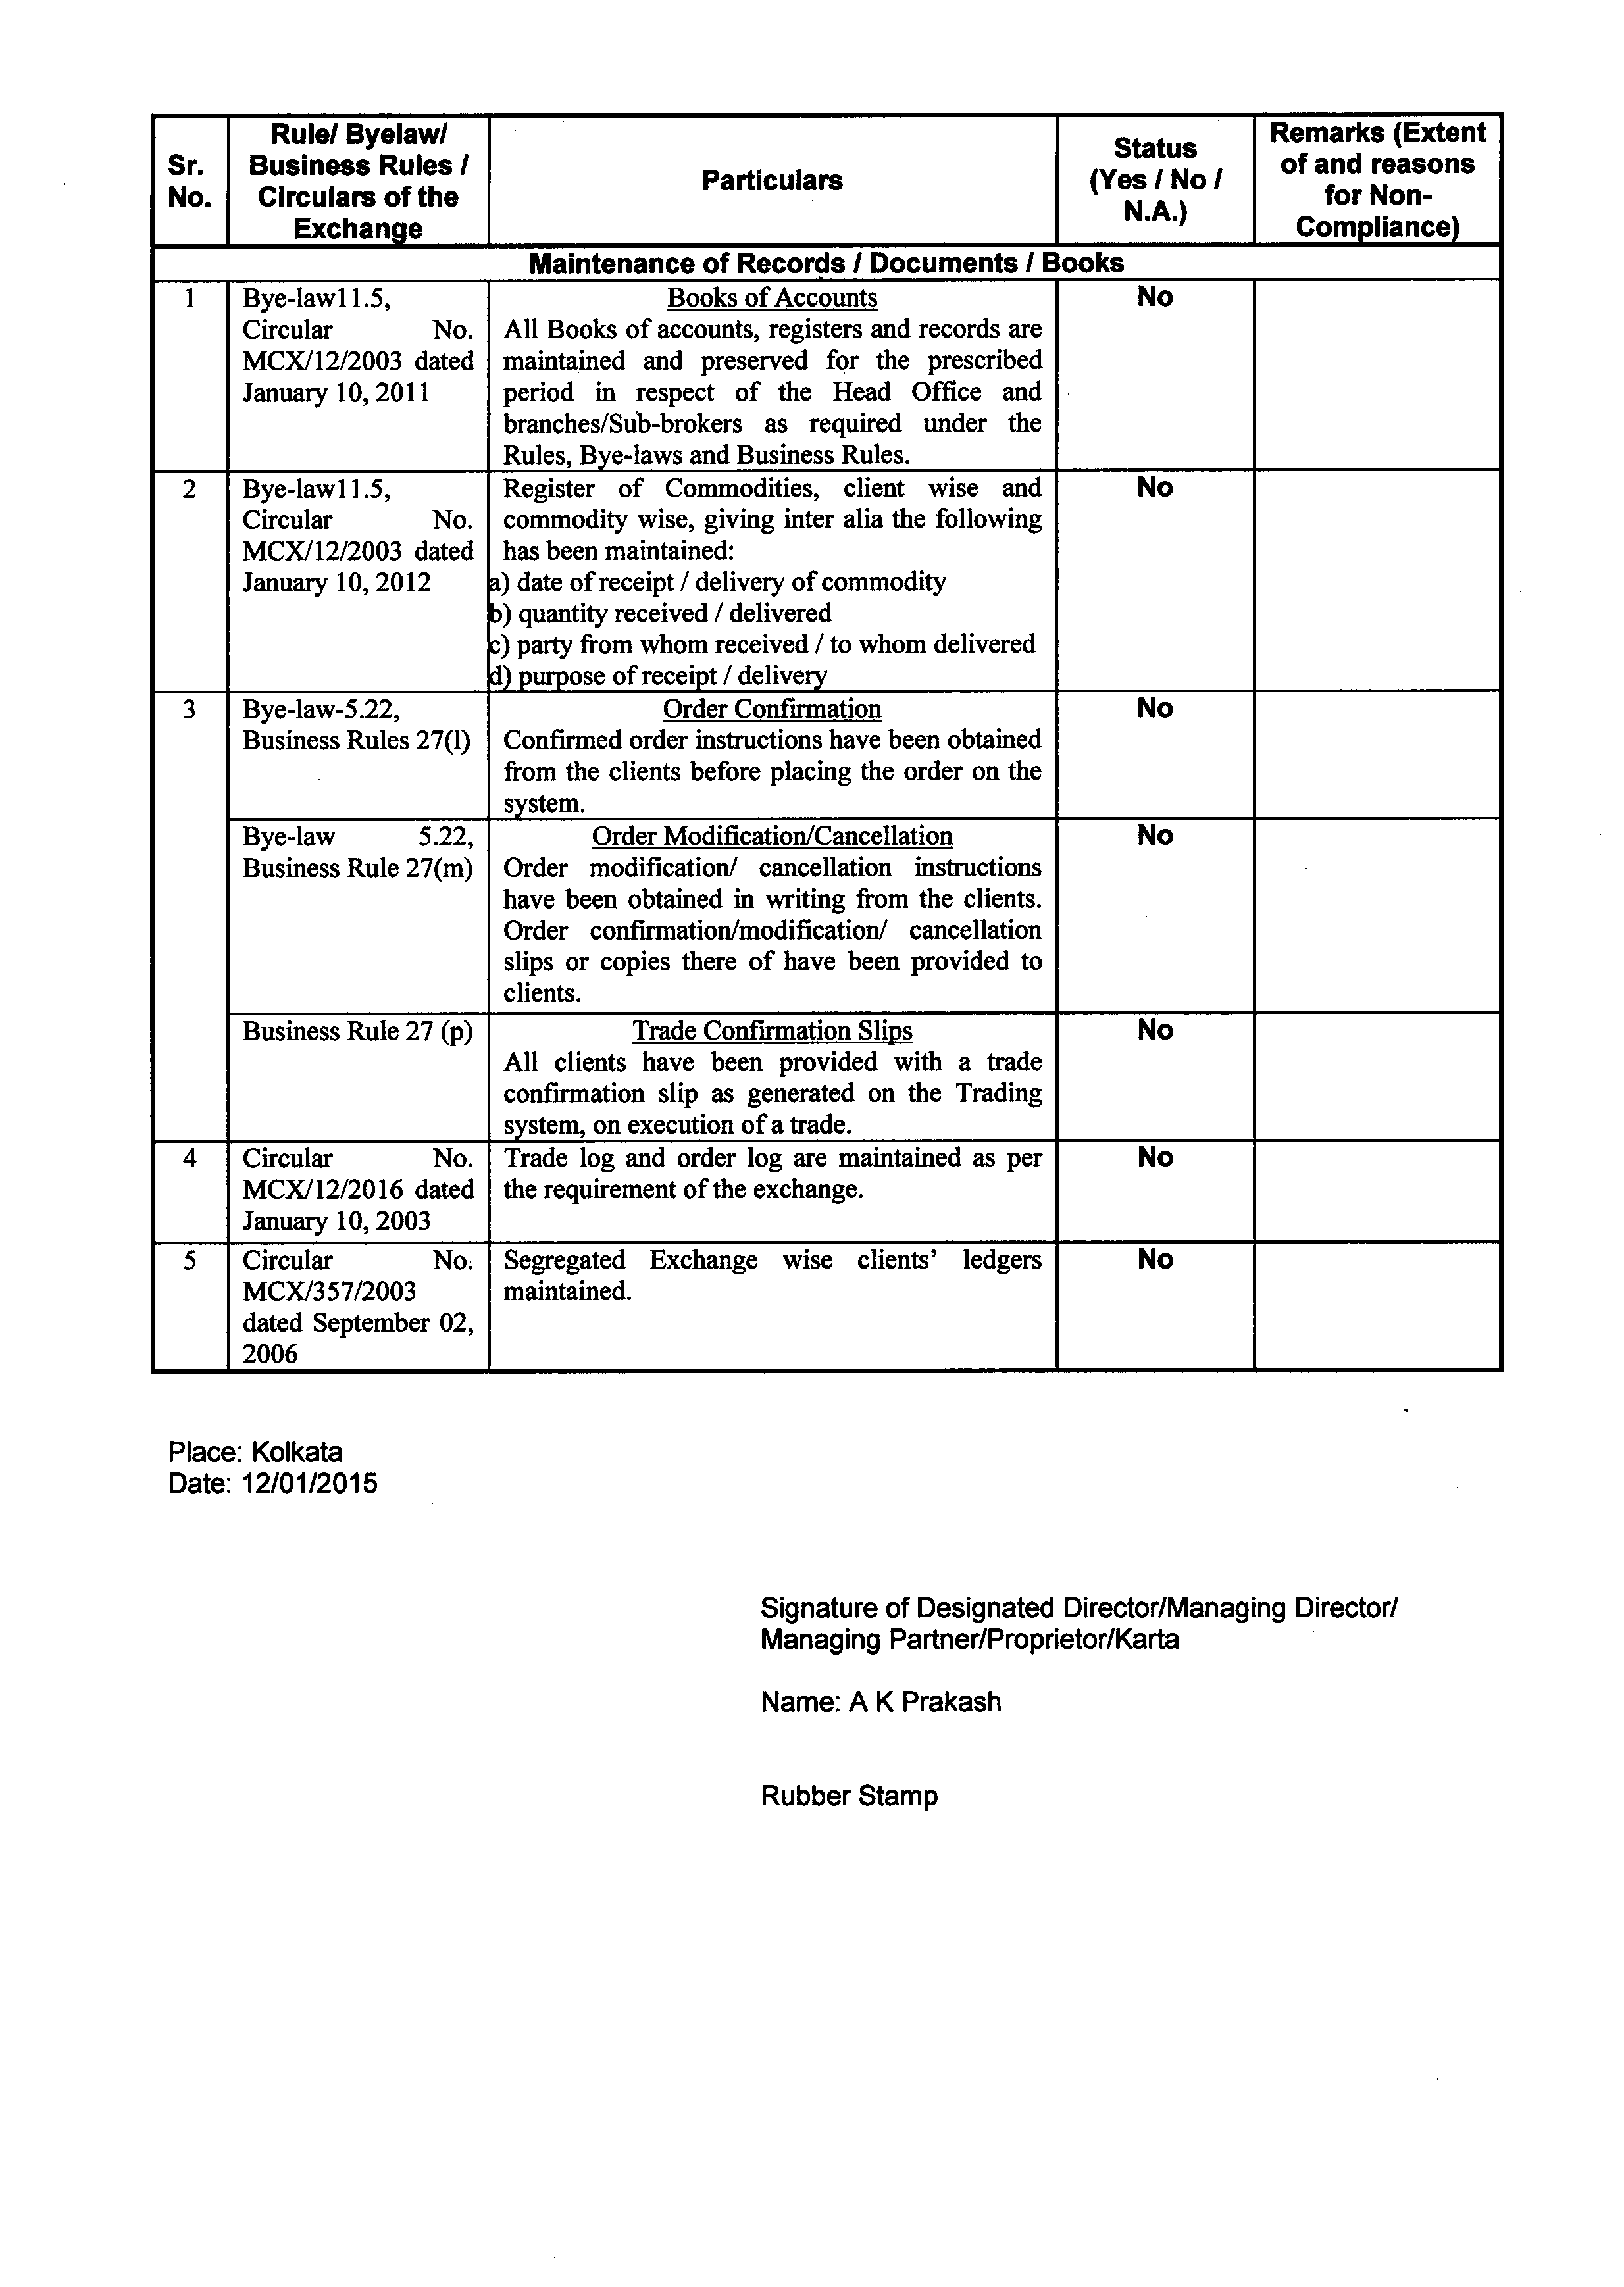 Sr.
No.
Rule/ Byelaw/
Business Rules /
Circulars of the
Exchange
Particulars
Status
(Yes / No /
N.A.)
Remarks (Extent
of and reasons
for Non-
Compliance)
Maintenance of Records / Documents / Books
1
Bye-law11.5,
Circular No.
MCX/12/2003 dated
January 10, 2011
Books of Accounts
All Books of accounts, registers and records are
maintained and preserved for the prescribed
period in respect of the Head Office and
branches/Sub-brokers as required under the
Rules, Bye-laws and Business Rules.
No
2
Bye-law11.5,
Circular No.
MCX/12/2003 dated
January 10, 2012
Register of Commodities, client wise and
commodity wise, giving inter alia the following
has been maintained:
a) date of receipt / delivery of commodity
b) quantity received / delivered
c) party from whom received / to whom delivered
d) purpose of receipt / delivery
No
3
Bye-law-5.22,
Business Rules 27(l)
Order Confirmation
Confirmed order instructions have been obtained
from the clients before placing the order on the
system.
No
Bye-law 5.22,
Business Rule 27(m)
Order Modification/Cancellation
Order modification/ cancellation instructions
have been obtained in writing from the clients.
Order confirmation/modification/ cancellation
slips or copies there of have been provided to
clients.
No
Business Rule 27 (p)
Trade Confirmation Slips
All clients have been provided with a trade
confirmation slip as generated on the Trading
system, on execution of a trade.
No
4
Circular No.
MCX/12/2016 dated
January 10, 2003
Trade log and order log are maintained as per
the requirement of the exchange.
No
5
Circular No.
MCX/357/2003
dated September 02,
2006
Segregated Exchange wise clients’ ledgers
maintained.
No
Place: Kolkata
Date: 12/01/2015
Signature of Designated Director/Managing Director/
Managing Partner/Proprietor/Karta
Name: A K Prakash
Rubber Stamp